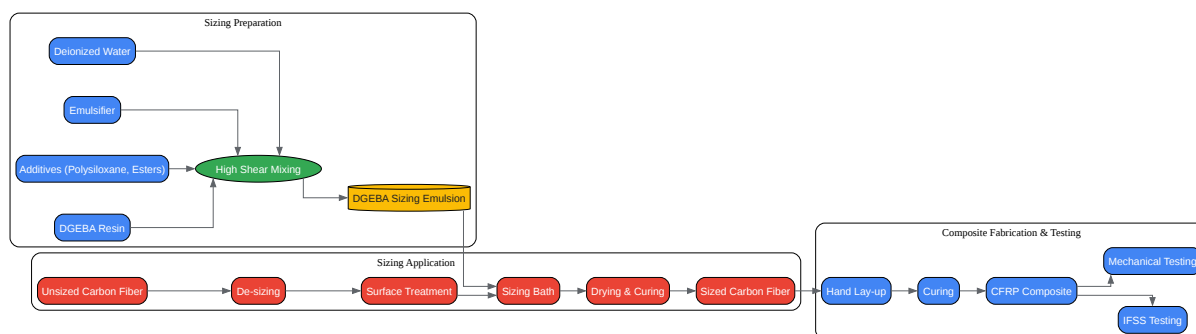 Sizing Preparation
Deionized Water
Emulsifier
Additives (Polysiloxane, Esters)
High Shear Mixing
DGEBA Sizing Emulsion
DGEBA Resin
Sizing Application
Unsized Carbon Fiber
De-sizing
Surface Treatment
Sizing Bath
Drying & Curing
Sized Carbon Fiber
Composite Fabrication & Testing
Hand Lay-up
Curing
CFRP Composite
Mechanical Testing
IFSS Testing